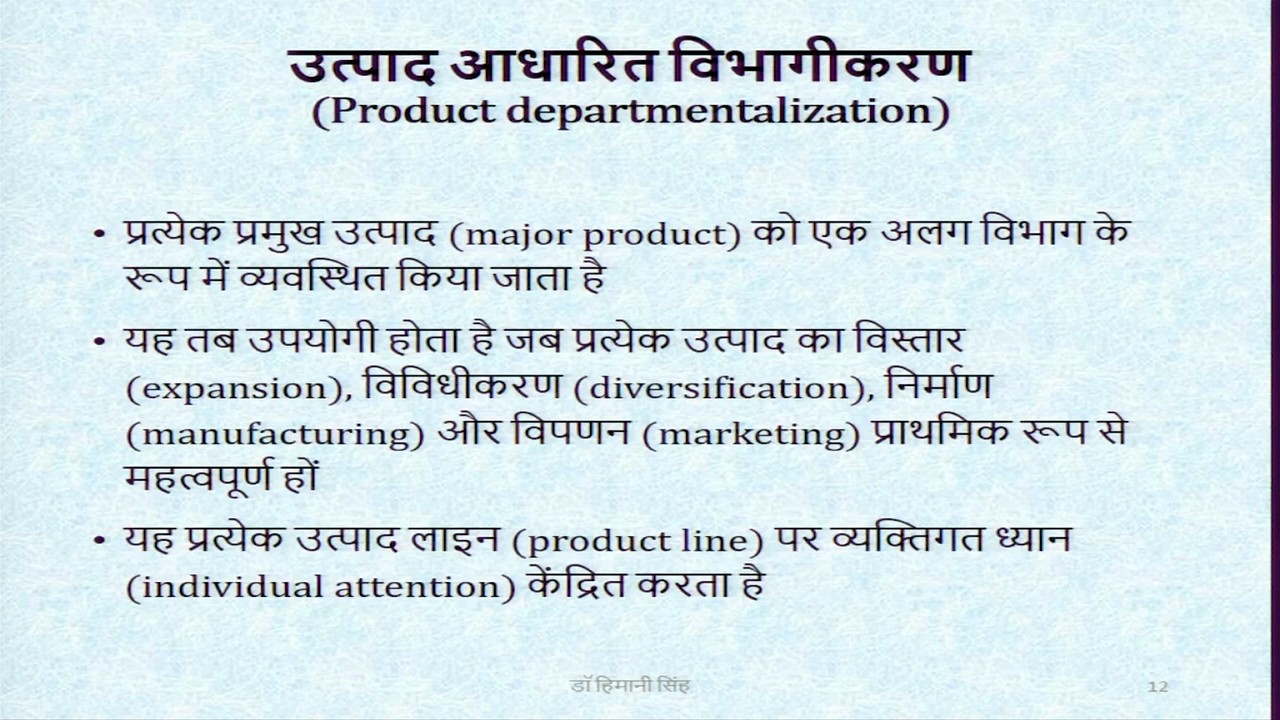 उत्पाद आधारित विभागीकरण
(Product departmentalization)
• प्रत्येक प्रमुख उत्पाद (major product) को एक अलग विभाग के
रूप में व्यवस्थित किया जाता है
• यह तब उपयोगी होता है जब प्रत्येक उत्पाद का विस्तार
(expansion), विविधीकरण (diversification), निर्माण
(manufacturing) और विपणन (marketing) प्राथमिक रूप से
महत्वपूर्ण हों
• यह प्रत्येक उत्पाद लाइन (product line) पर व्यक्तिगत ध्यान
(individual attention) केंद्रित करता है
डॉ हिमानी सिंह 12